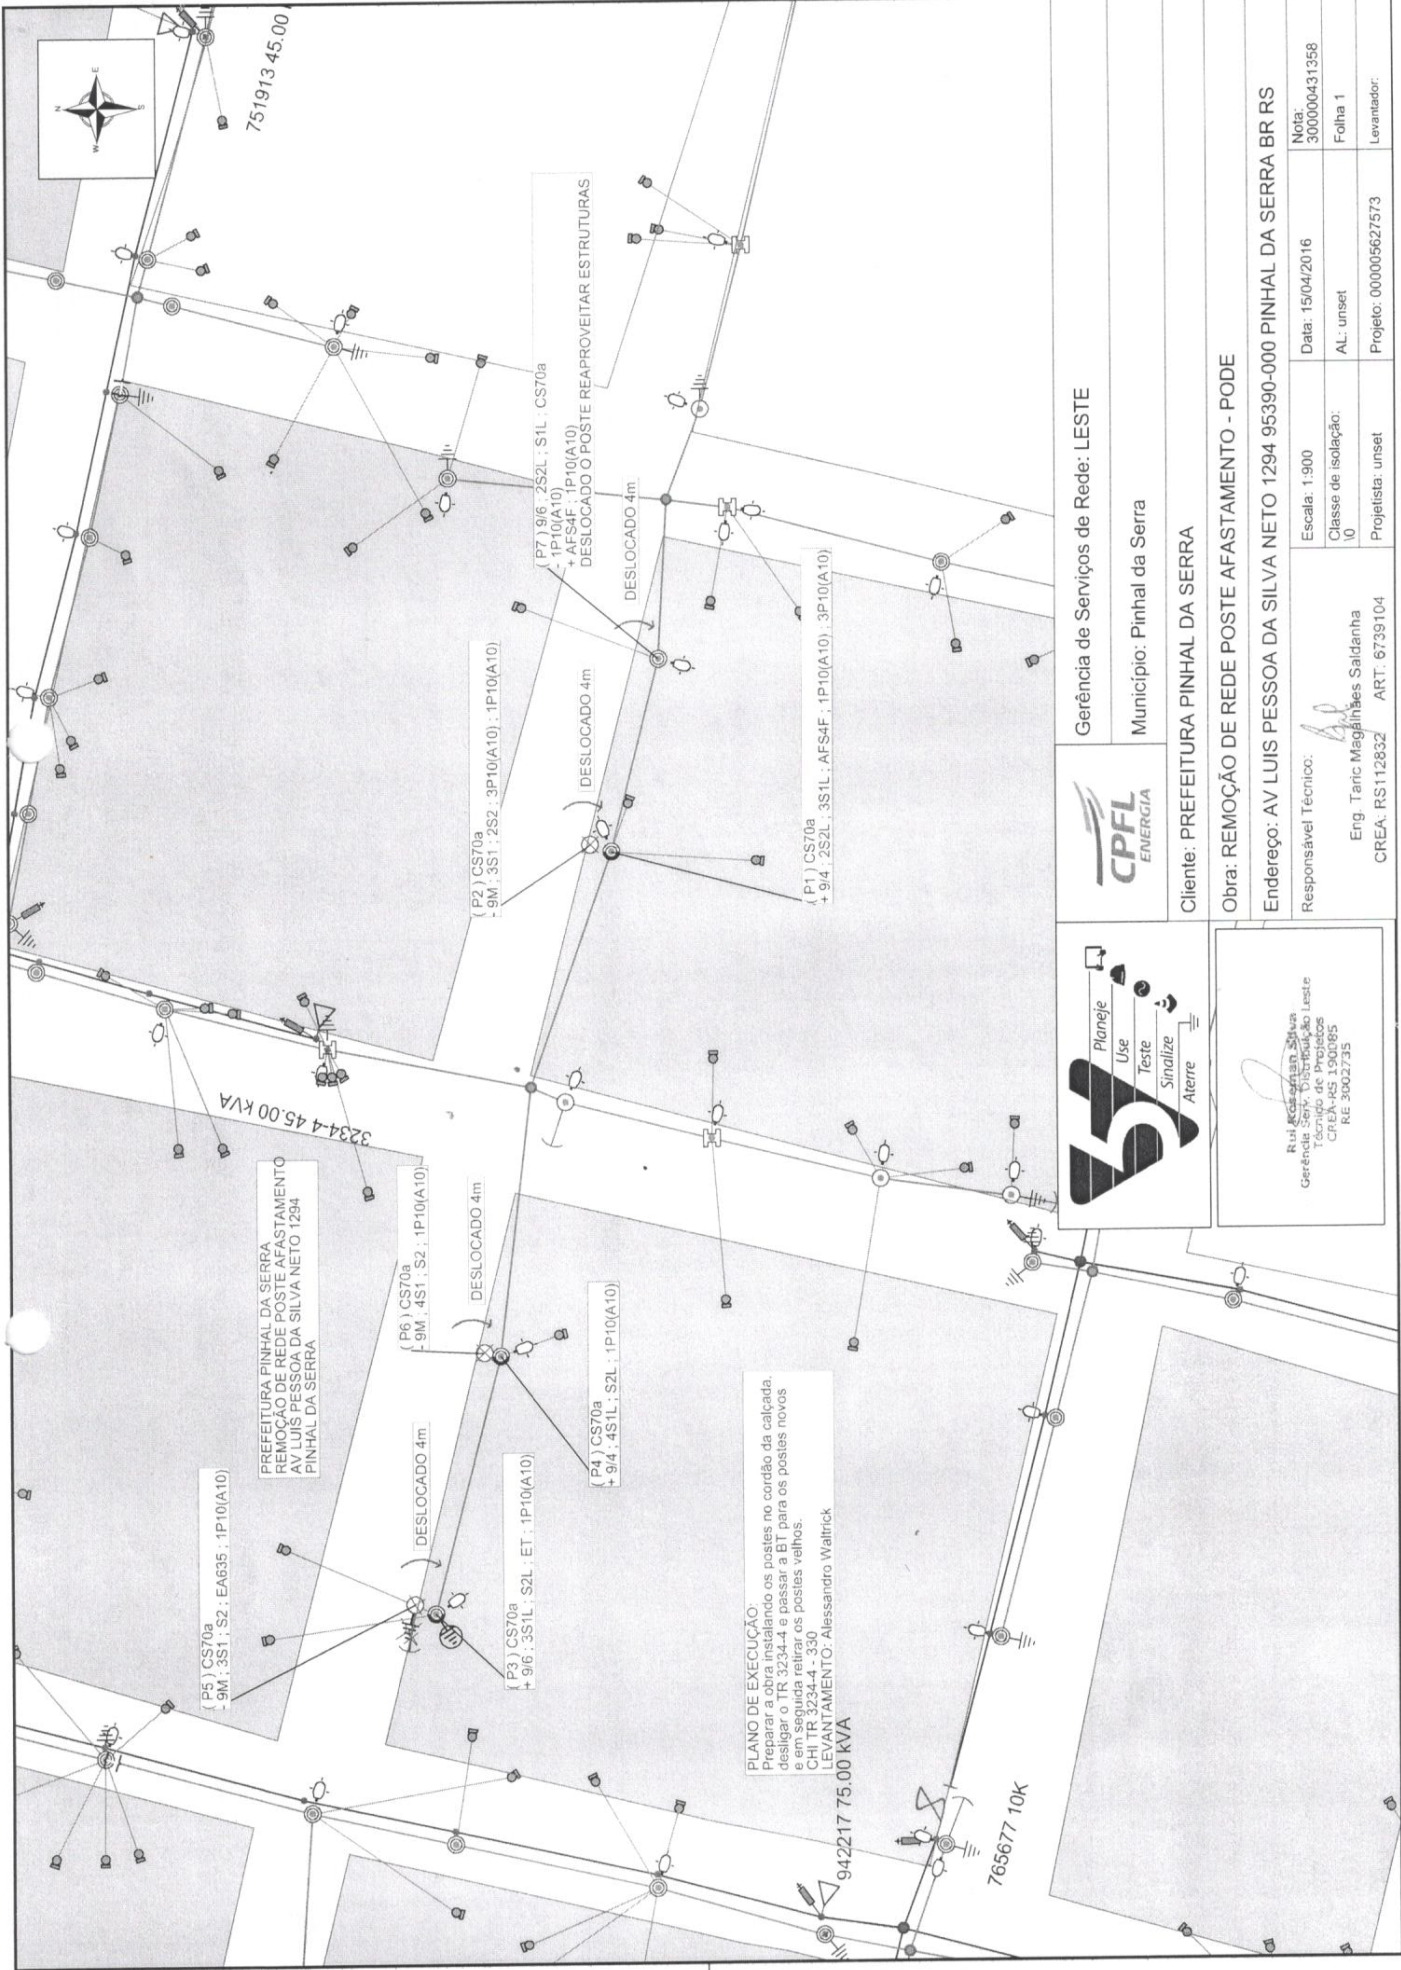 N
E
S
W
751913 45.00
( P7 ) 9/6 ; 2S2L ; S1L ; CS70a
- 1P10(A10)
+ AFS4F ; 1P10(A10)
DESLOCADO O POSTE REAPROVEITAR ESTRUTURAS
DESLOCADO 4m
( P2 ) CS70a
- 9M ; 3S1 ; 2S2 ; 3P10(A10) ; 1P10(A10)
DESLOCADO 4m
( P1 ) CS70a
+ 9/4 ; 2S2L ; 3S1L ; AFS4F ; 1P10(A10) ; 3P10(A10)
3234-4 45.00 kVA
PREFEITURA PINHAL DA SERRA
REMOÇÃO DE REDE POSTE AFASTAMENTO
AV LUIS PESSOA DA SILVA NETO 1294
PINHAL DA SERRA
( P6 ) CS70a
- 9M ; 4S1 ; S2 ; 1P10(A10)
DESLOCADO 4m
( P4 ) CS70a
+ 9/4 ; 4S1L ; S2L ; 1P10(A10)
( P5 ) CS70a
- 9M ; 3S1 ; S2 ; EA635 ; 1P10(A10)
DESLOCADO 4m
( P3 ) CS70a
+ 9/6 ; 3S1L ; S2L ; ET ; 1P10(A10)
PLANO DE EXECUÇÃO:
Preparar a obra instalando os postes no cordão da calçada,
desligar o TR 3234-4 e passar a BT para os postes novos
e em seguida retirar os postes velhos.
CHI TR 3234-4 - 330
LEVANTAMENTO: Alessandro Waltrick
942217 75.00 kVA
765677 10K
5
Planeje
Use
Teste
Sinalize
Aterre
CPFL
ENERGIA
Gerência de Serviços de Rede: LESTE
Município: Pinhal da Serra
Cliente: PREFEITURA PINHAL DA SERRA
Obra: REMOÇÃO DE REDE POSTE AFASTAMENTO - PODE
Endereço: AV LUIS PESSOA DA SILVA NETO 1294 95390-000 PINHAL DA SERRA BR RS
Responsável Técnico:
Eng. Taric Magalhães Saldanha
CREA: RS112832 ART: 6739104
Escala: 1:900
Data: 15/04/2016
Nota:
300000431358
Classe de isolação:
\0
AL: unset
Folha 1
Projetista: unset
Projeto: 000005627573
Levantador:
Rui Silva
Gerência Serv. Distribuição Leste
Técnico de Projetos
CREA-RS 190085
RE 3002735